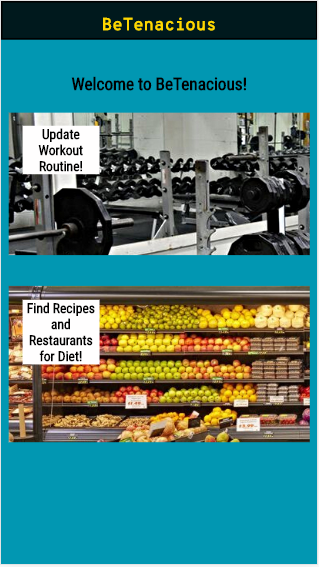 BeTenacious
Welcome to BeTenacious!
Update
Workout
Routine!
Find Recipes
and
Restaurants
for Diet!